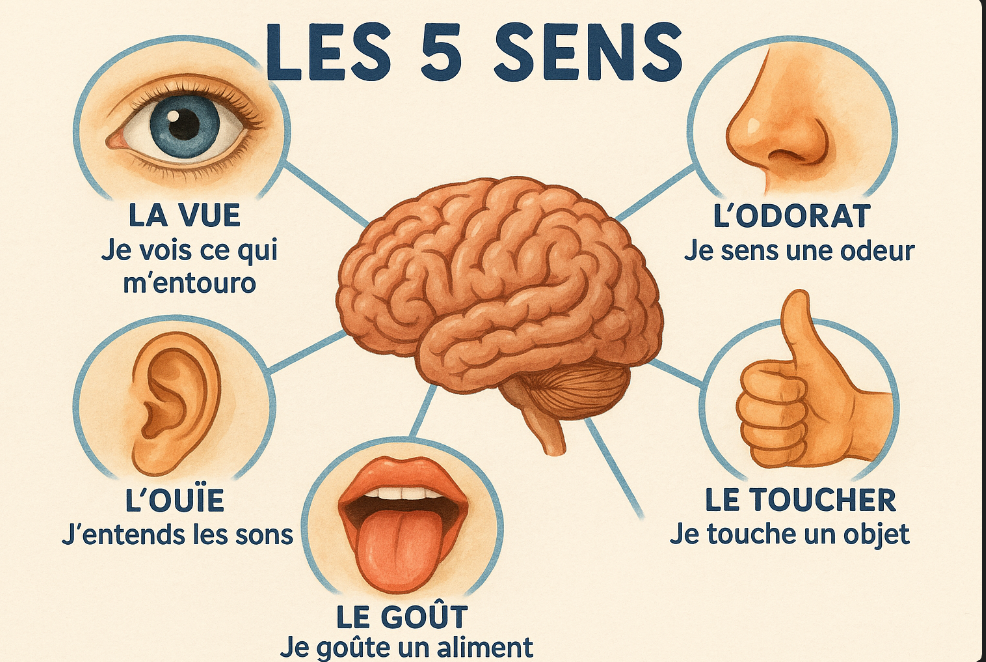 LES 5 SENS
LA VUE
Je vois ce qui
m'entouro
L'ODORAT
Je sens une odeur
L'OUÏE
J'entends les sons
LE TOUCHER
Je touche un objet
LE GOÛT
Je goûte un aliment